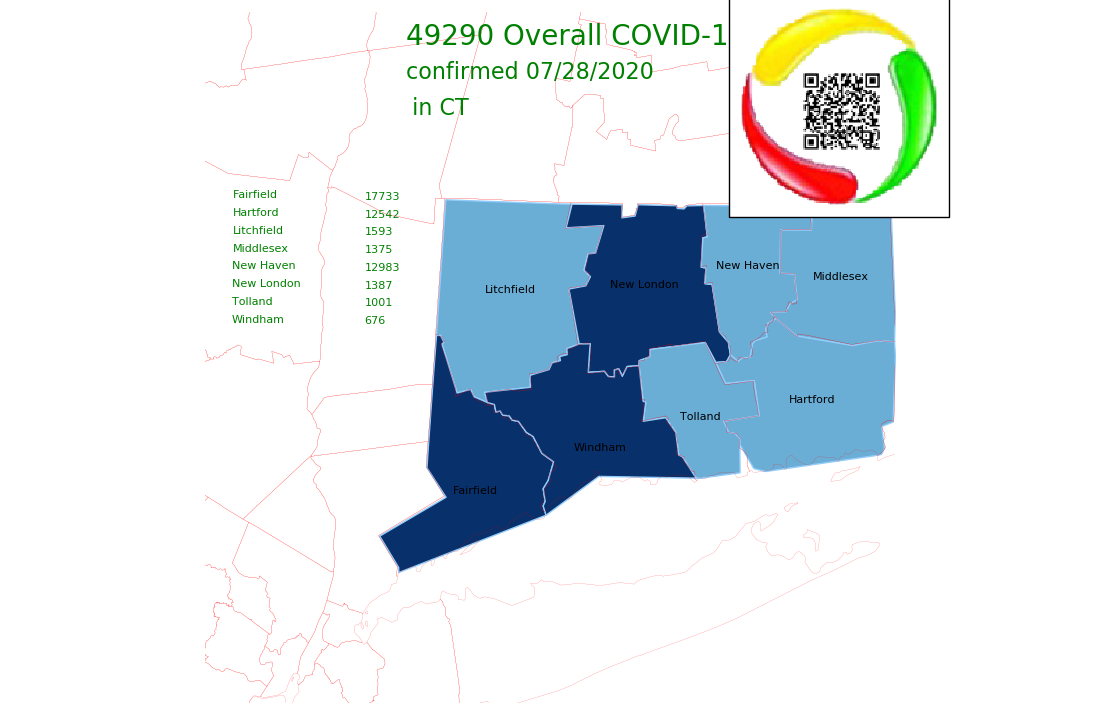 49290 Overall COVID-1
confirmed 07/28/2020
in CT
Fairfield 17733
Hartford 12542
Litchfield 1593
Middlesex 1375
New Haven 12983
New London 1387
Tolland 1001
Windham 676
Litchfield
New London
New Haven
Middlesex
Hartford
Tolland
Windham
Fairfield